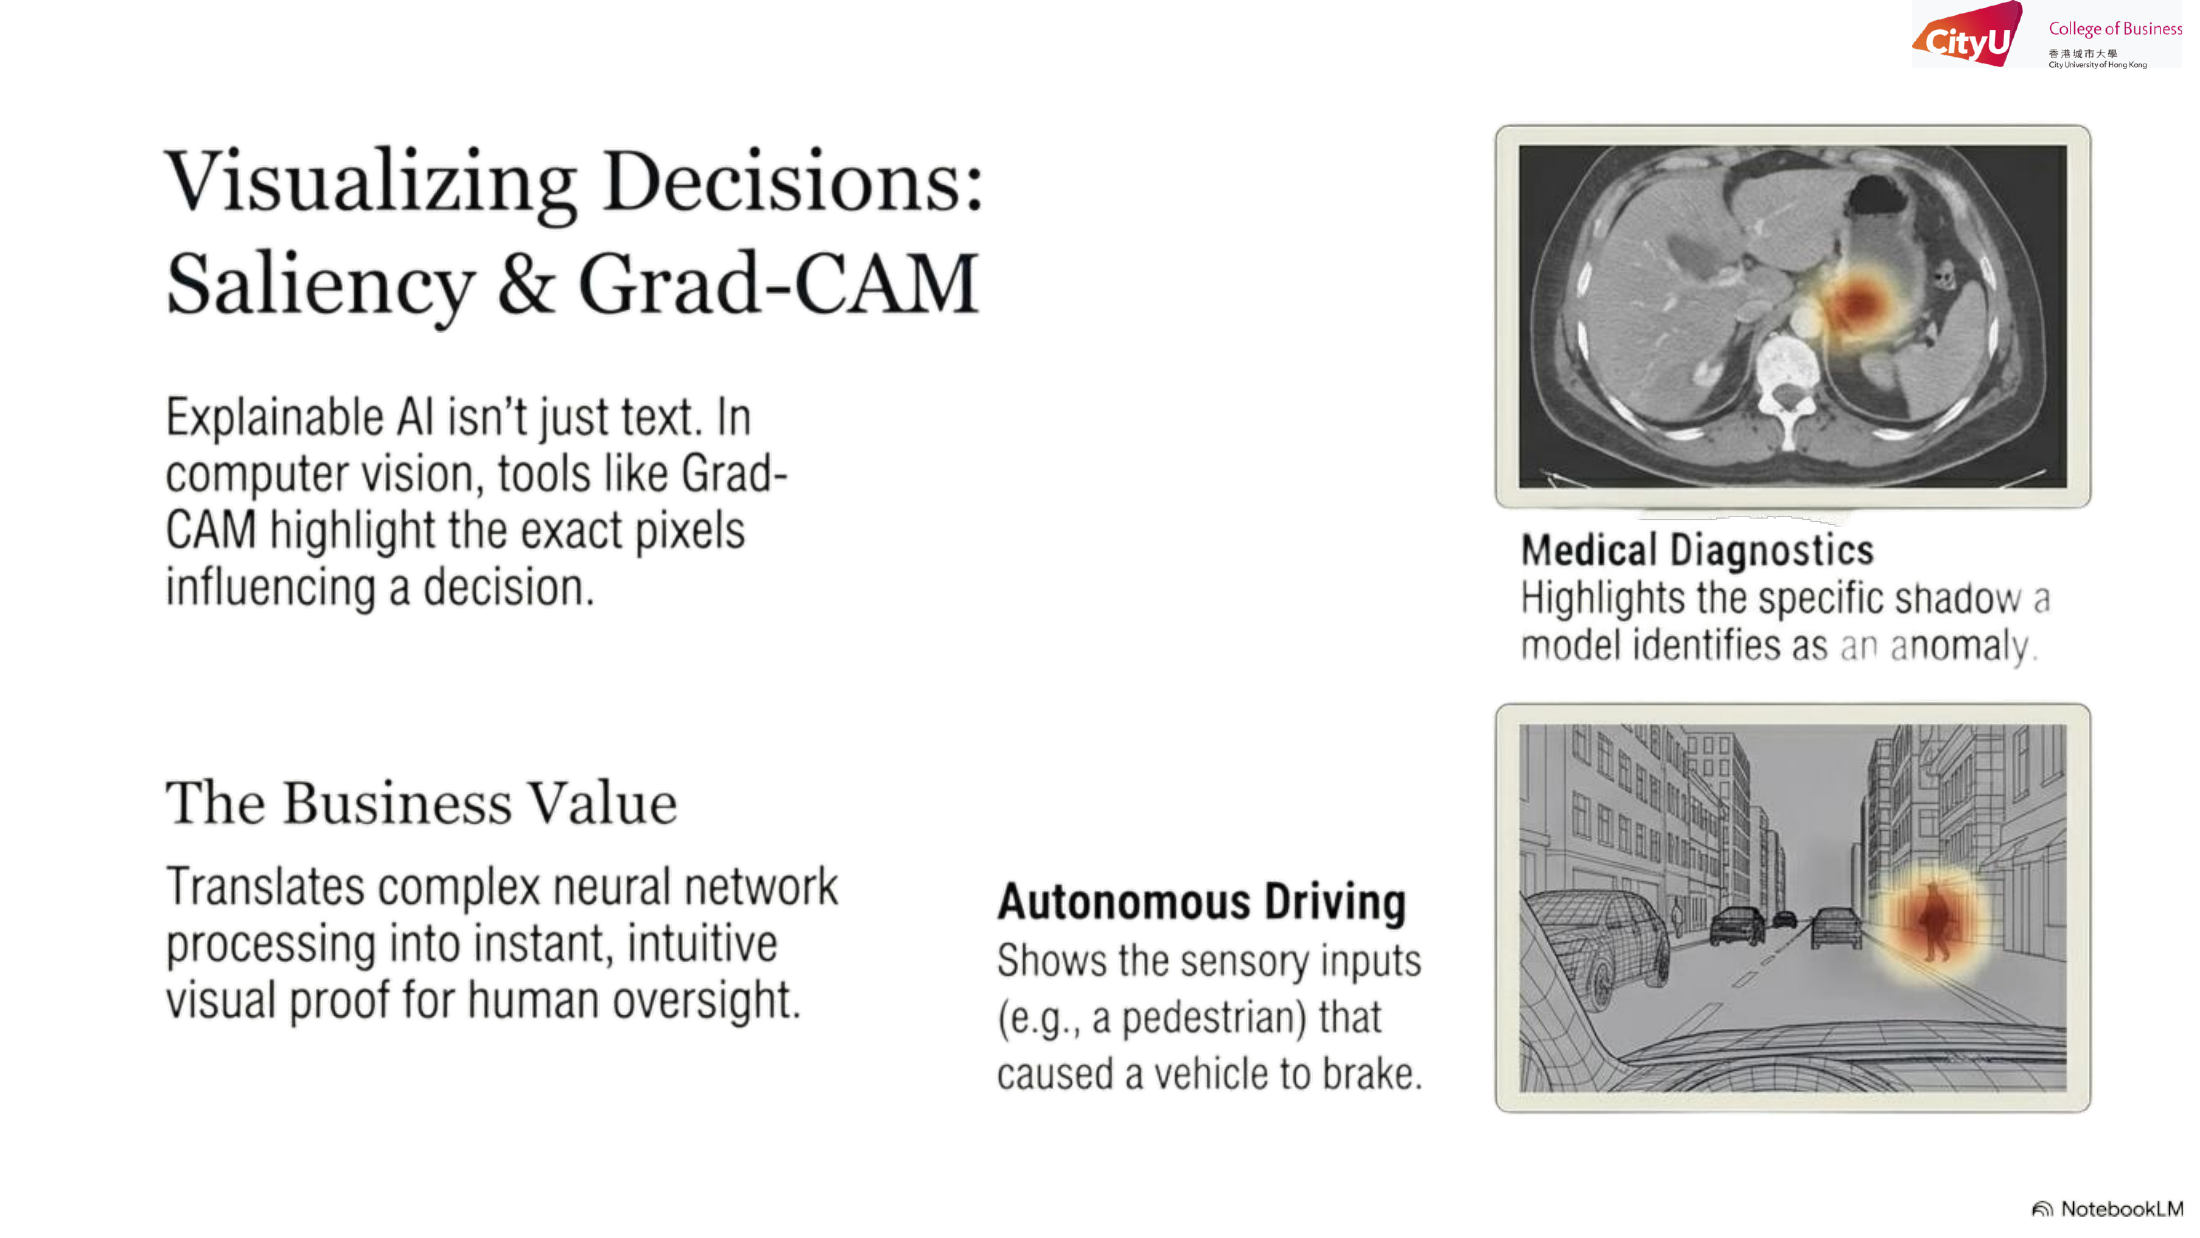 CityU
College of Business
香港城市大學
City University of Hong Kong
Visualizing Decisions:
Saliency & Grad-CAM
Explainable AI isn't just text. In
computer vision, tools like Grad-
CAM highlight the exact pixels
influencing a decision.
Medical Diagnostics
Highlights the specific shadow a
model identifies as an anomaly.
The Business Value
Translates complex neural network
processing into instant, intuitive
visual proof for human oversight.
Autonomous Driving
Shows the sensory inputs
(e.g., a pedestrian) that
caused a vehicle to brake.
NotebookLM